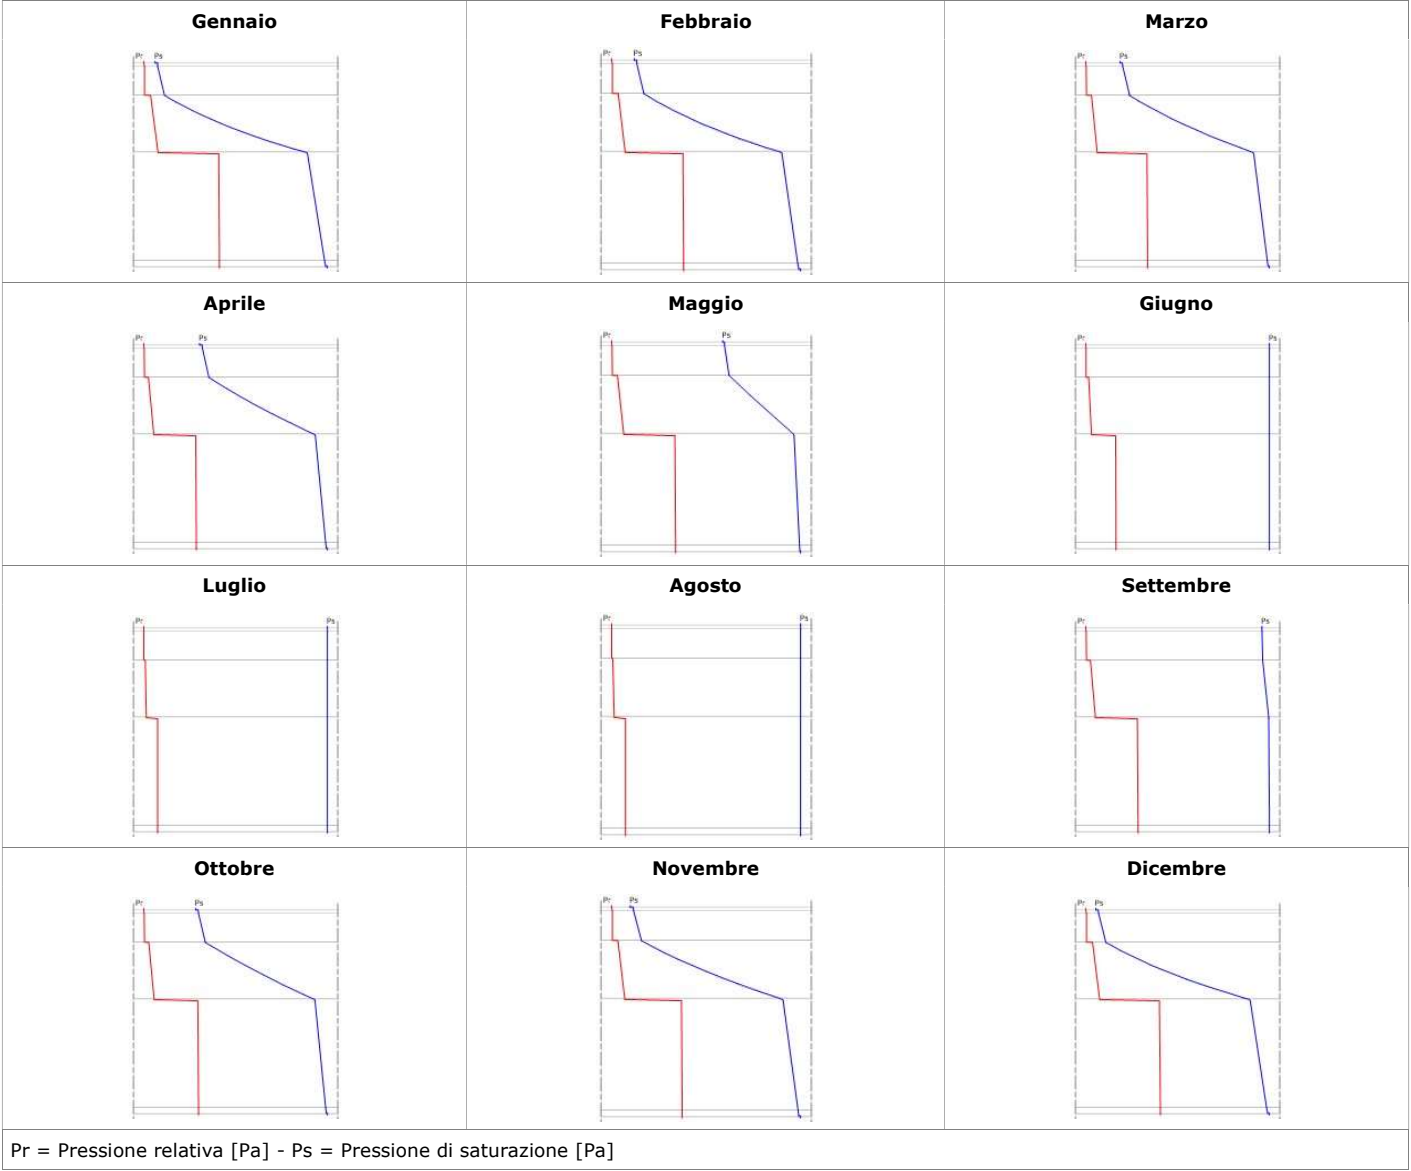 Gennaio Febbraio Marzo
Pr Ps Pr Ps Pr Ps
Aprile Maggio Giugno
Pr Ps Pr Ps Pr Ps
Luglio Agosto Settembre
Pr Ps Pr Ps Pr Ps
Ottobre Novembre Dicembre
Pr Ps Pr Ps Pr Ps
Pr = Pressione relativa [Pa] - Ps = Pressione di saturazione [Pa]